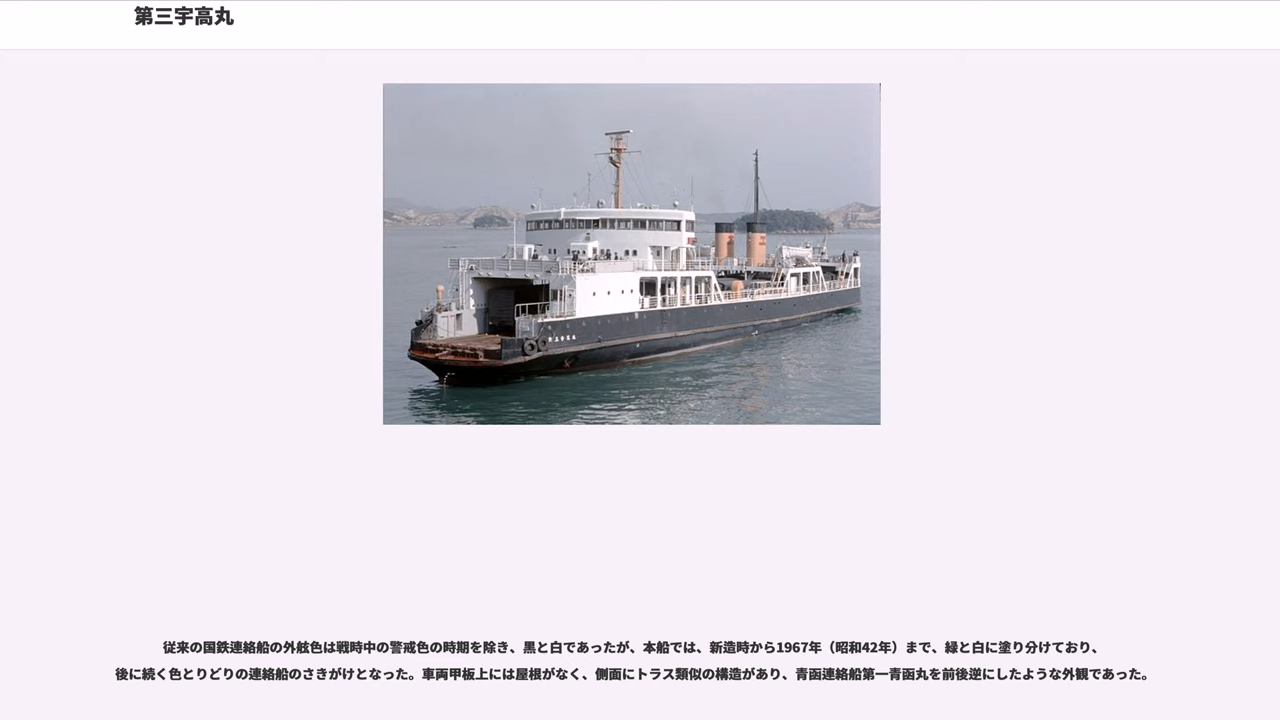 第三宇高丸
従来の国鉄連絡船の外舷色は戦時中の警戒色の時期を除き、黒と白であったが、本船では、新造時から1967年（昭和42年）まで、緑と白に塗り分けており、
後に続く色とりどりの連絡船のさきがけとなった。車両甲板上には屋根がなく、側面にトラス類似の構造があり、青函連絡船第一青函丸を前後逆にしたような外観であった。